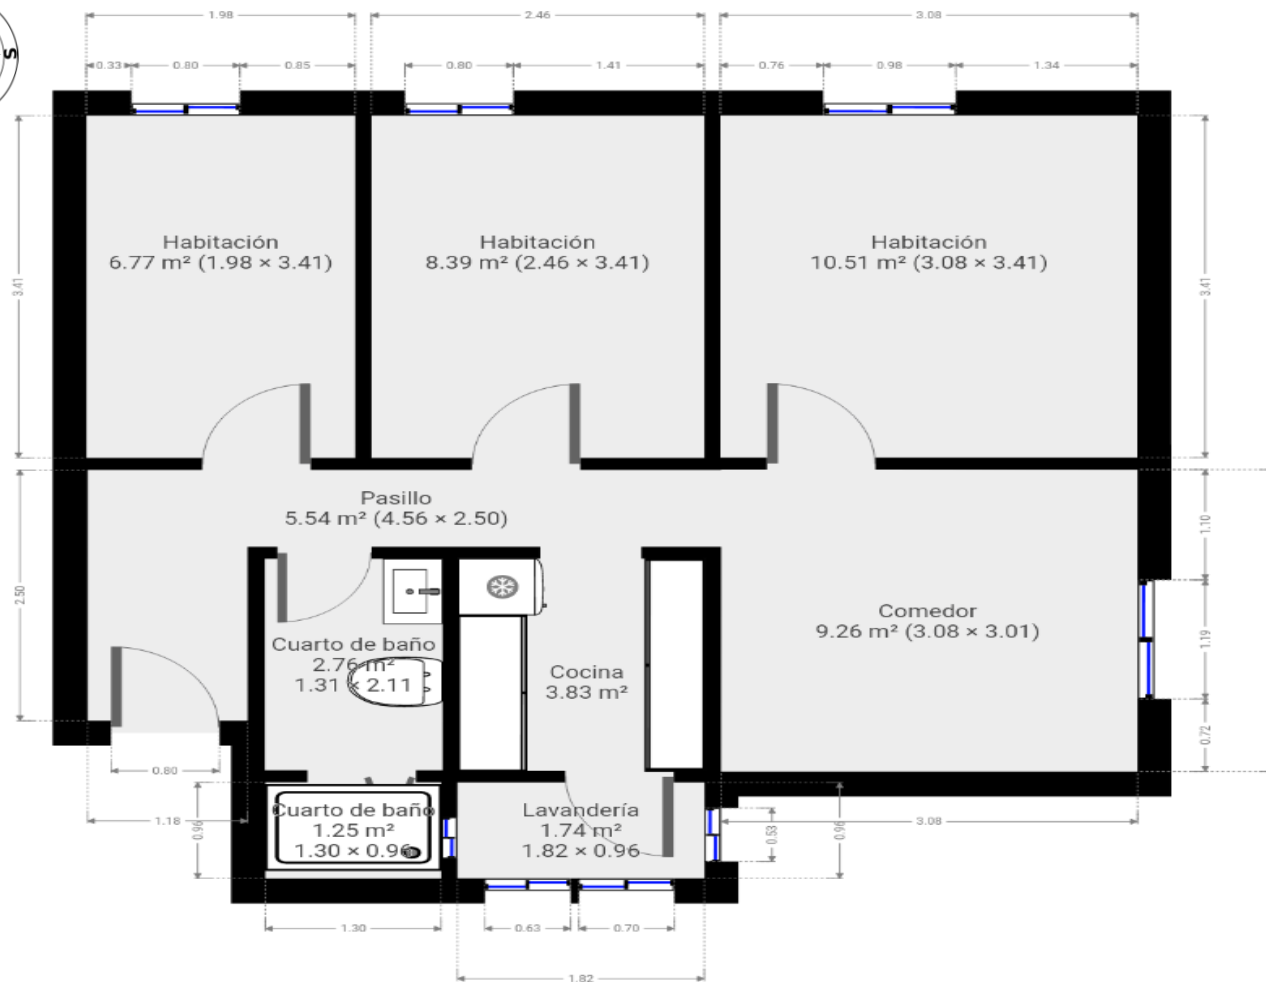 1.98
2.46
3.08
S
0.33
0.80
0.85
0.80
1.41
0.76
0.98
1.34
Habitación
6.77 m² (1.98 × 3.41)
Habitación
8.39 m² (2.46 × 3.41)
Habitación
10.51 m² (3.08 × 3.41)
3.41
3.41
Pasillo
5.54 m² (4.56 × 2.50)
1.10
2.50
Cuarto de baño
2.76 m²
1.31 × 2.11
Cocina
3.83 m²
Comedor
9.26 m² (3.08 × 3.01)
1.19
0.72
0.80
1.18
0.96
Cuarto de baño
1.25 m²
1.30 × 0.96
Lavandería
1.74 m²
1.82 × 0.96
0.53
0.96
3.08
1.30
0.63
0.70
1.82